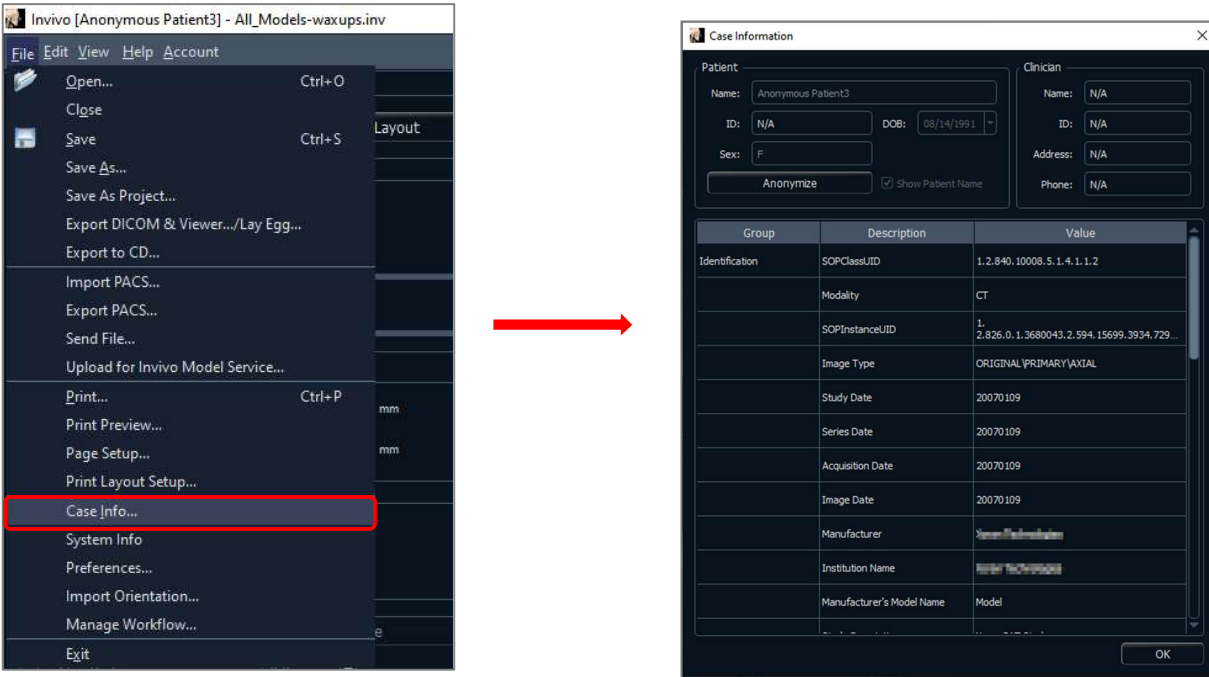 Invivo [Anonymous Patient3] - All_Models-waxups.inv
File Edit View Help Account
Open... Ctrl+O
Close
Layout
Save Ctrl+S
Save As...
Save As Project...
Export DICOM & Viewer.../Lay Egg...
Export to CD...
Import PACS...
Export PACS...
Send File...
Upload for Invivo Model Service...
Print... Ctrl+P
mm
Print Preview...
Page Setup...
mm
Print Layout Setup...
Case Info...
System Info
Preferences...
Import Orientation...
Manage Workflow...
e
Exit
Case Information
Patient
Name: Anonymous Patient3
ID: N/A DOB: 08/14/1991
Sex: F
Anonymize Show Patient Name
Clinician
Name: N/A
ID: N/A
Address: N/A
Phone: N/A
Group Description Value
Identification SOPClassUID 1.2.840.10008.5.1.4.1.1.2
Modality CT
SOPInstanceUID 1.
2.826.0.1.3680043.2.594.15699.3934.729...
Image Type ORIGINAL\PRIMARY\AXIAL
Study Date 20070109
Series Date 20070109
Acquisition Date 20070109
Image Date 20070109
Manufacturer
Institution Name
Manufacturer's Model Name Model
OK